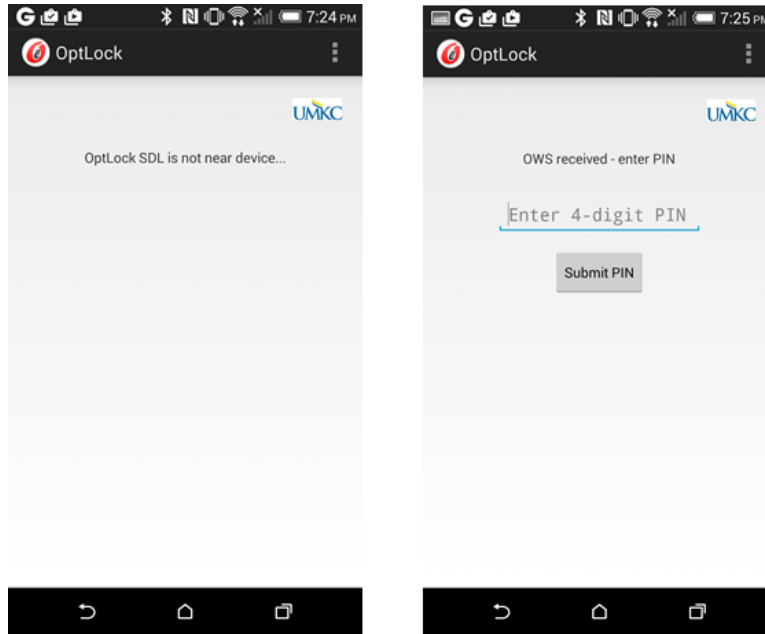 G 7:24 PM
OptLock
UMKC
OptLock SDL is not near device...
G 7:25 PM
OptLock
UMKC
OWS received - enter PIN
Enter 4-digit PIN
Submit PIN